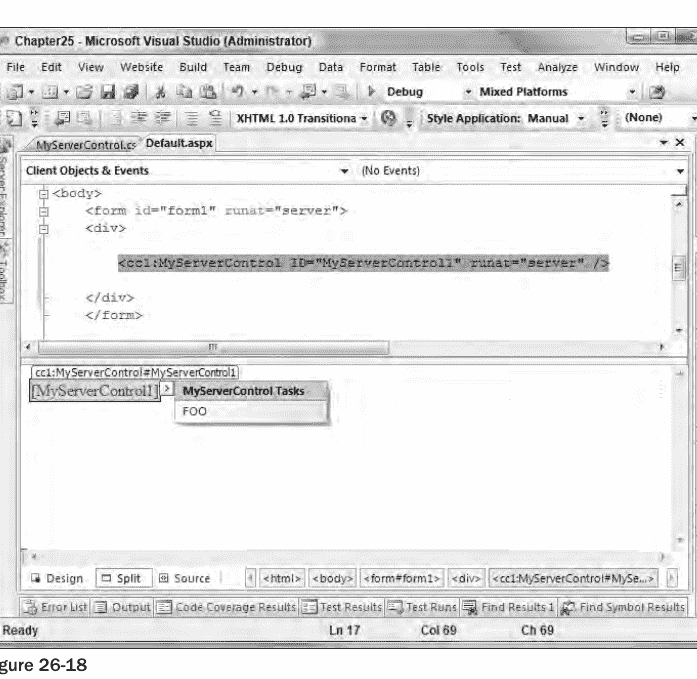 Chapter25 - Microsoft Visual Studio (Administrator)
File Edit View Website Build Team Debug Data Format Table Tools Test Analyze Window Help
Debug Mixed Platforms
XHTML 1.0 Transitiona Style Application: Manual (None)
MyServerControl.cs Default.aspx
Client Objects & Events (No Events)
<body>
<form id="form1" runat="server">
<div>
<cc1:MyServerControl ID="MyServerControl1" runat="server" />
</div>
</form>
Server Explorer
Toolbox
cc1:MyServerControl#MyServerControl1
[MyServerControl1] MyServerControl Tasks
FOO
Design Split Source <html> <body> <form#form1> <div> <cc1:MyServerControl#MySe...>
Error List Output Code Coverage Results Test Results Test Runs Find Results 1 Find Symbol Results
Ready Ln 17 Col 69 Ch 69
gure 26-18